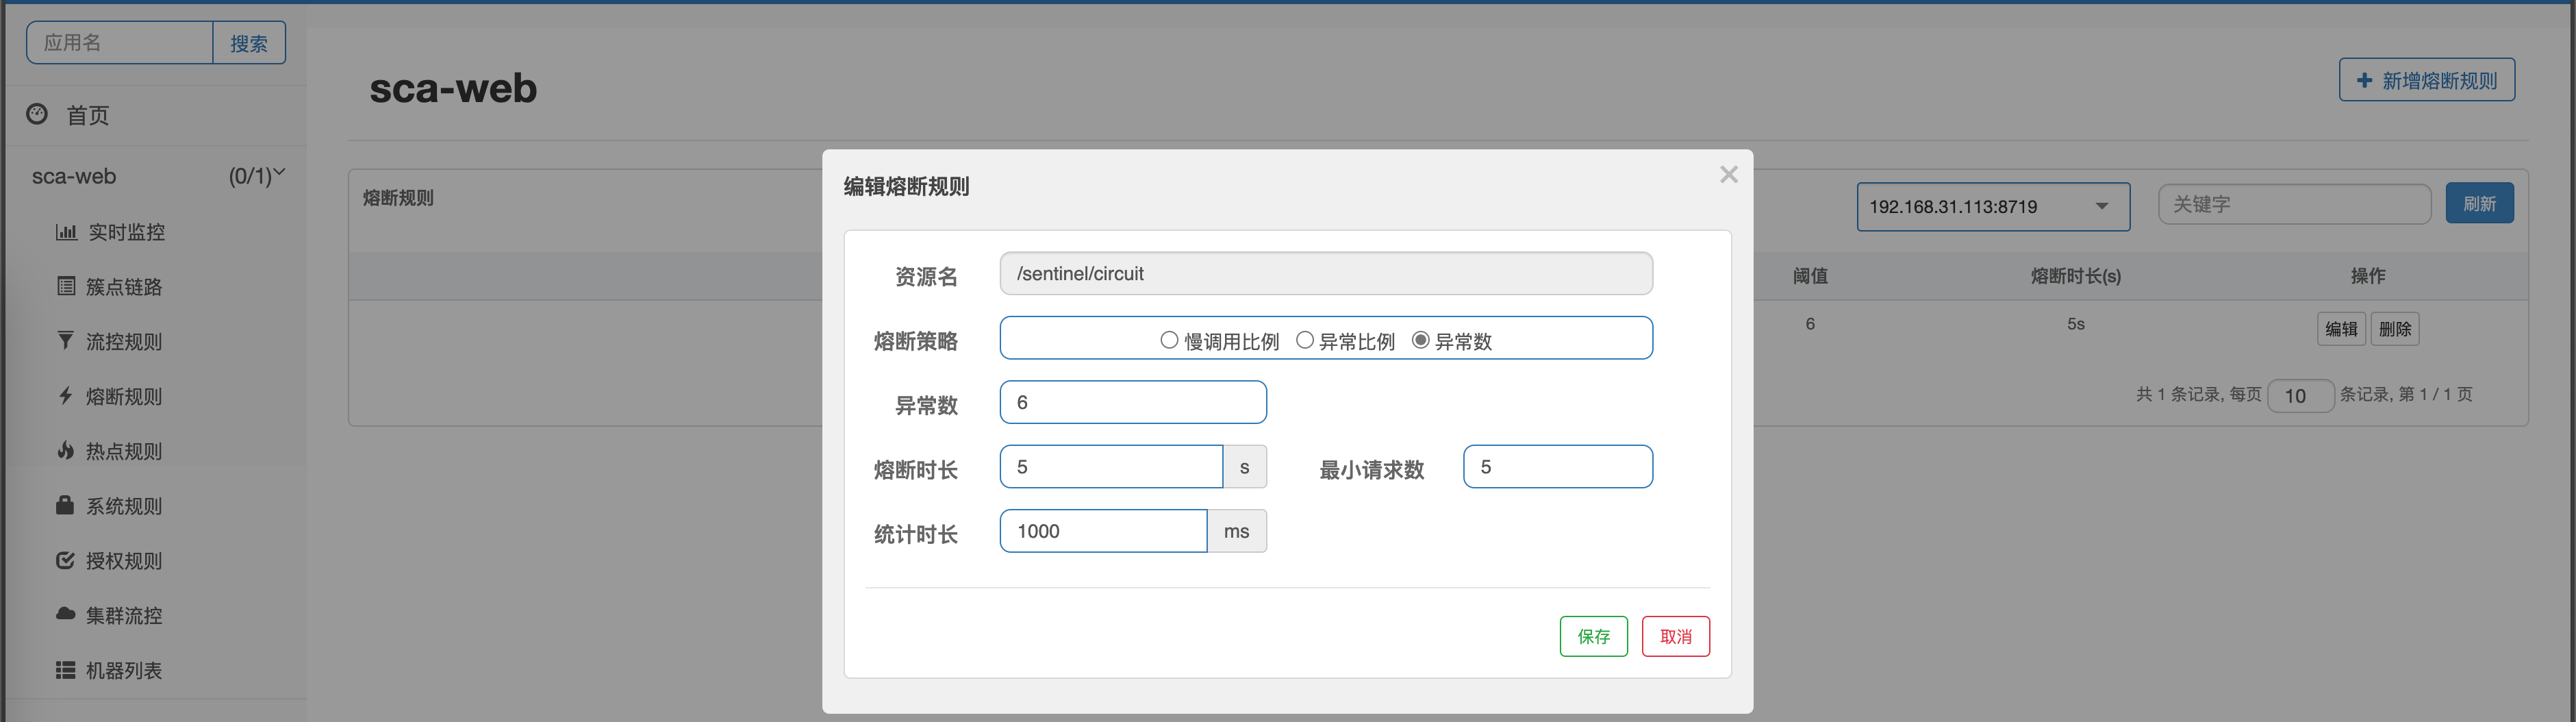 应用名
搜索
首页
sca-web (0/1)
实时监控
簇点链路
流控规则
熔断规则
热点规则
系统规则
授权规则
集群流控
机器列表
sca-web
新增熔断规则
熔断规则
192.168.31.113:8719
关键字
刷新
阈值 熔断时长(s) 操作
6 5s 编辑 删除
共 1 条记录, 每页 10 条记录, 第 1 / 1 页
编辑熔断规则
资源名 /sentinel/circuit
熔断策略 慢调用比例 异常比例 异常数
异常数 6
熔断时长 5 s 最小请求数 5
统计时长 1000 ms
保存 取消